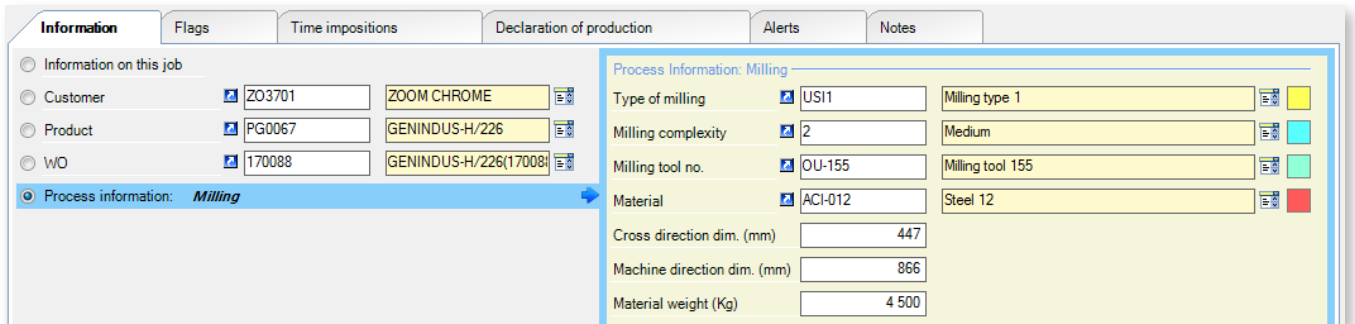 Information Flags Time impositions Declaration of production Alerts Notes
Information on this job
Customer ZO3701 ZOOM CHROME
Product PG0067 GENINDUS-H/226
WO 170088 GENINDUS-H/226(17008
Process information: Milling
Process Information: Milling
Type of milling USI1 Milling type 1
Milling complexity 2 Medium
Milling tool no. OU-155 Milling tool 155
Material ACI-012 Steel 12
Cross direction dim. (mm) 447
Machine direction dim. (mm) 866
Material weight (Kg) 4 500